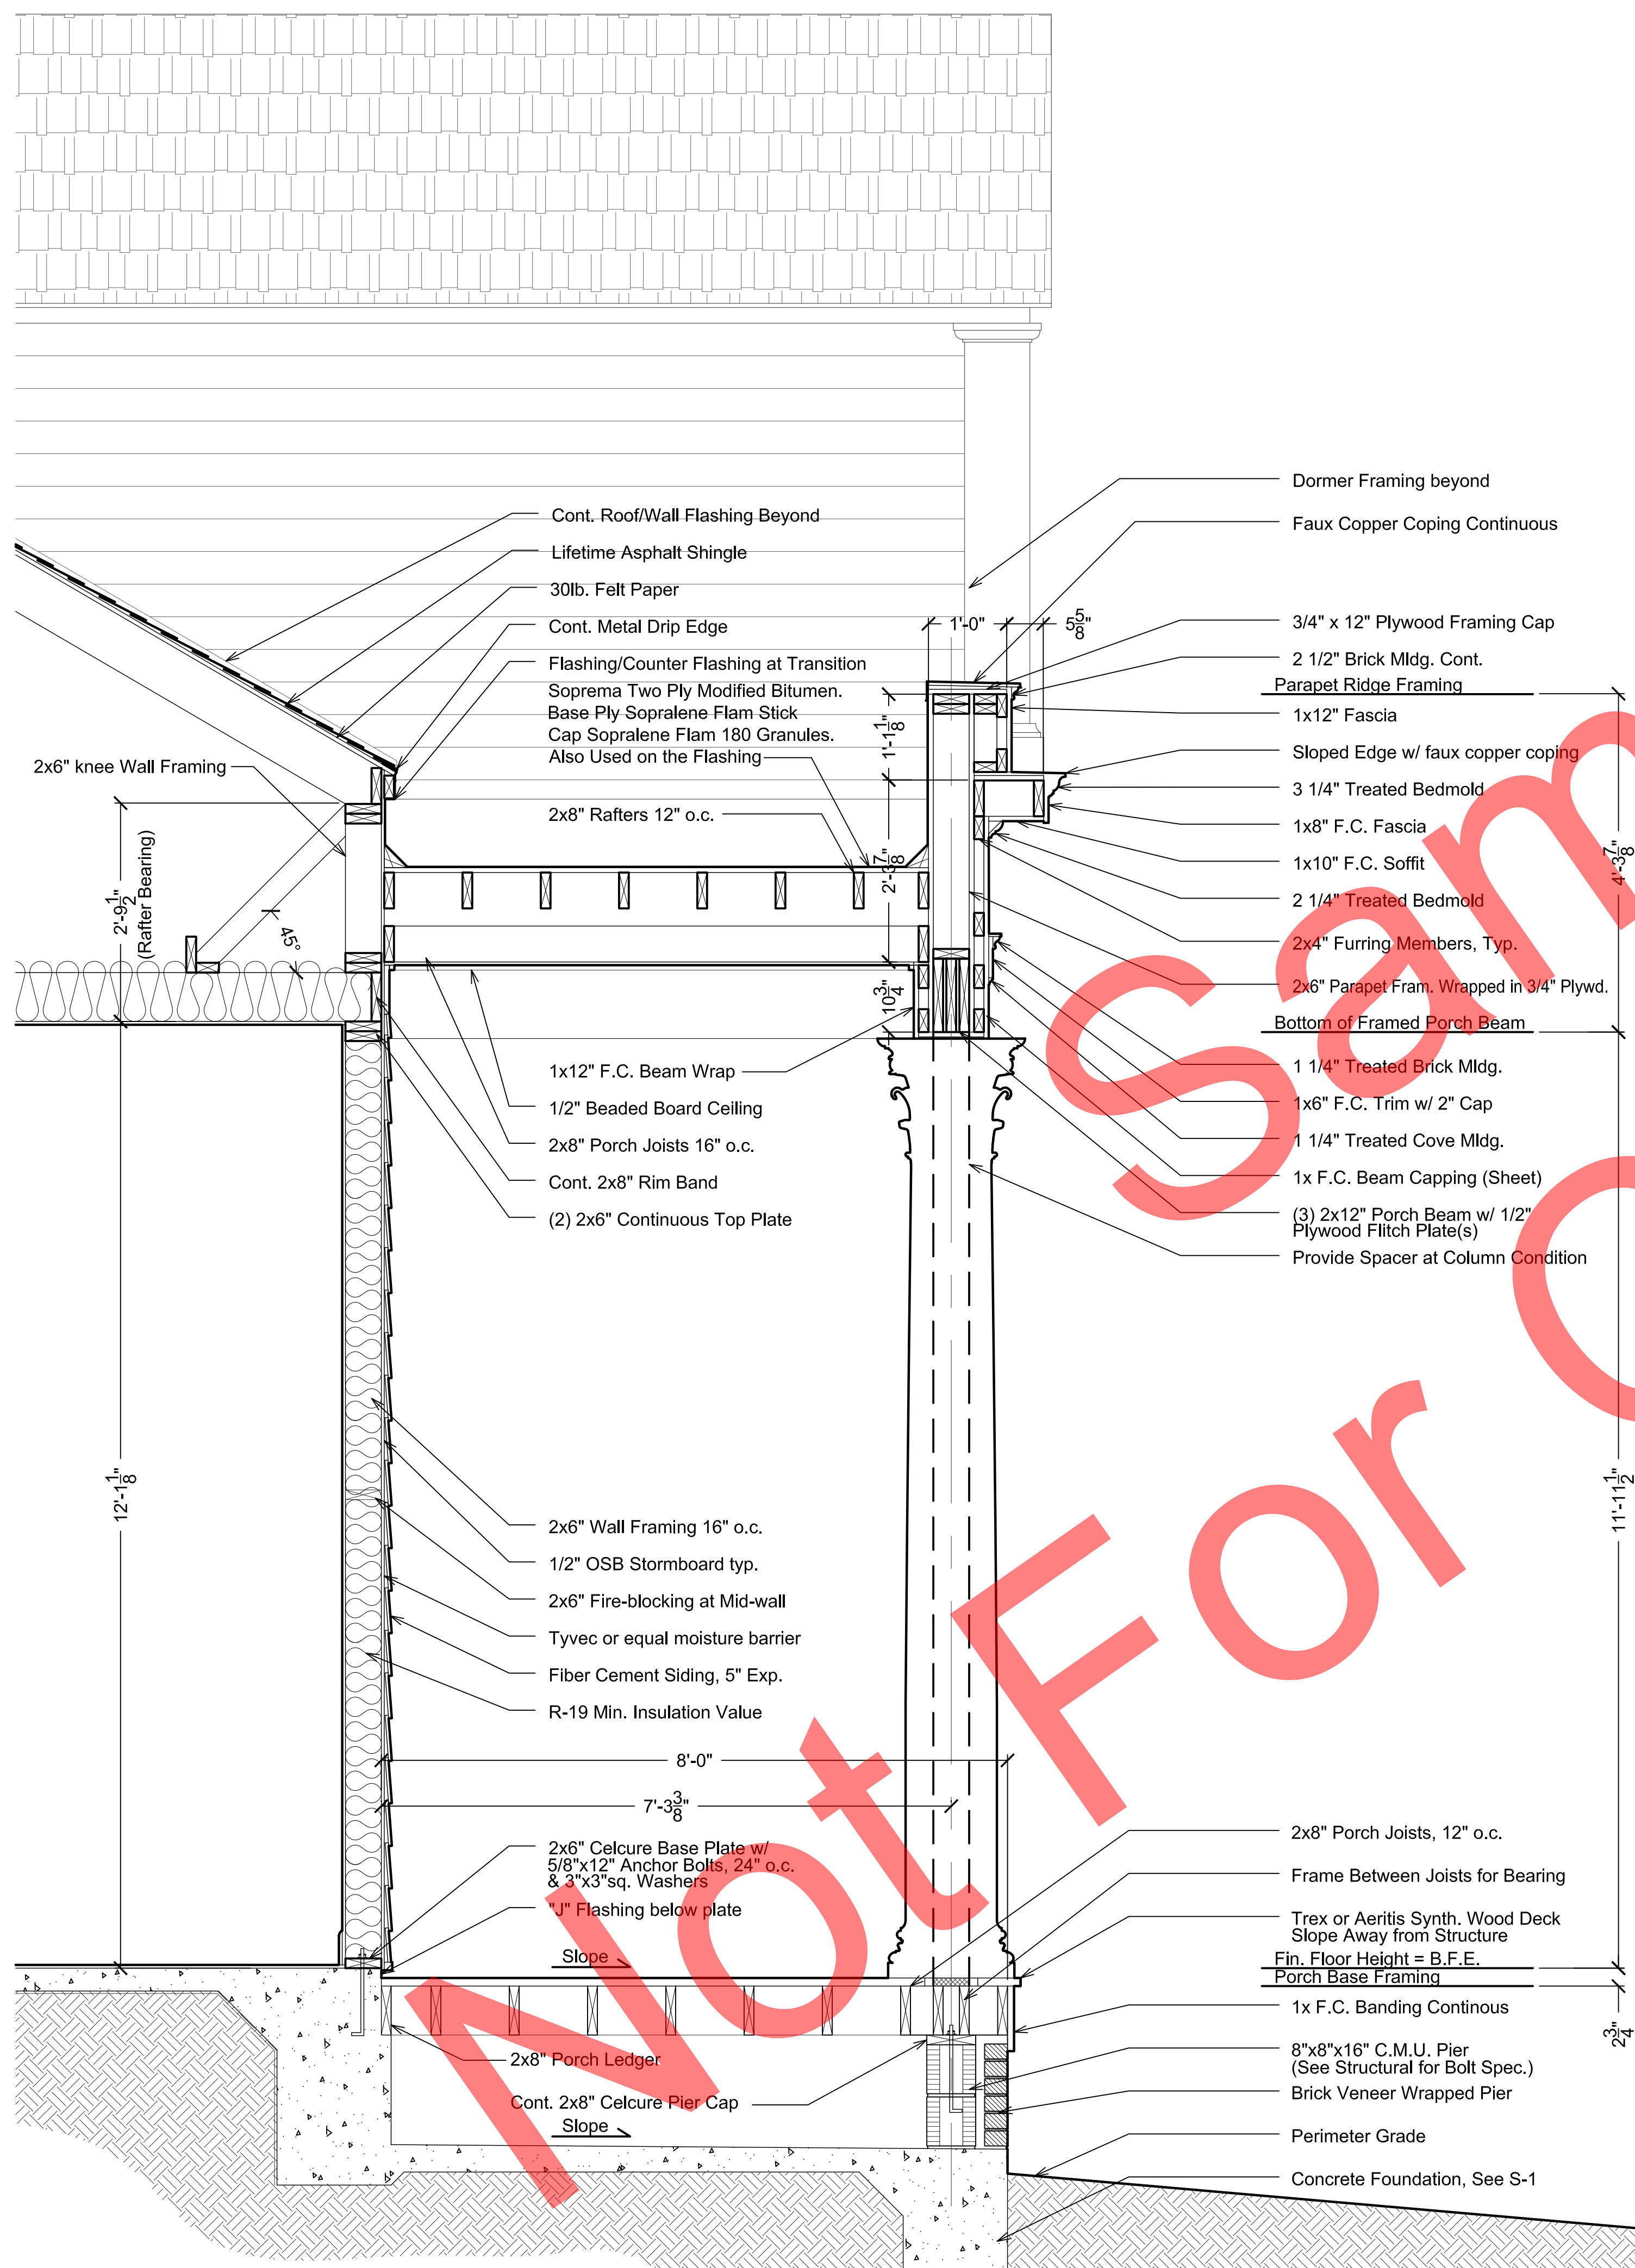 Dormer Framing beyond
Faux Copper Coping Continuous
Cont. Roof/Wall Flashing Beyond
Lifetime Asphalt Shingle
30lb. Felt Paper
Cont. Metal Drip Edge
Flashing/Counter Flashing at Transition
Soprema Two Ply Modified Bitumen.
Base Ply Sopralene Flam Stick
Cap Sopralene Flam 180 Granules.
Also Used on the Flashing
2x6" knee Wall Framing
2x8" Rafters 12" o.c.
1'-0"
5 5/8"
1'-1 1/8"
2'-3 7/8"
10 3/4"
2'-9 1/2"
(Rafter Bearing)
45°
3/4" x 12" Plywood Framing Cap
2 1/2" Brick Mldg. Cont.
Parapet Ridge Framing
1x12" Fascia
Sloped Edge w/ faux copper coping
3 1/4" Treated Bedmold
1x8" F.C. Fascia
1x10" F.C. Soffit
2 1/4" Treated Bedmold
2x4" Furring Members, Typ.
2x6" Parapet Fram. Wrapped in 3/4" Plywd.
Bottom of Framed Porch Beam
4'-3 7/8"
1 1/4" Treated Brick Mldg.
1x6" F.C. Trim w/ 2" Cap
1 1/4" Treated Cove Mldg.
1x F.C. Beam Capping (Sheet)
(3) 2x12" Porch Beam w/ 1/2"
Plywood Flitch Plate(s)
Provide Spacer at Column Condition
1x12" F.C. Beam Wrap
1/2" Beaded Board Ceiling
2x8" Porch Joists 16" o.c.
Cont. 2x8" Rim Band
(2) 2x6" Continuous Top Plate
12'-1 1/8"
11'-11 1/2"
2x6" Wall Framing 16" o.c.
1/2" OSB Stormboard typ.
2x6" Fire-blocking at Mid-wall
Tyvec or equal moisture barrier
Fiber Cement Siding, 5" Exp.
R-19 Min. Insulation Value
8'-0"
7'-3 3/8"
2x6" Celcure Base Plate w/
5/8"x12" Anchor Bolts, 24" o.c.
& 3"x3"sq. Washers
"J" Flashing below plate
Slope
2x8" Porch Ledger
Cont. 2x8" Celcure Pier Cap
Slope
2x8" Porch Joists, 12" o.c.
Frame Between Joists for Bearing
Trex or Aeritis Synth. Wood Deck
Slope Away from Structure
Fin. Floor Height = B.F.E.
Porch Base Framing
1x F.C. Banding Continous
2 3/4"
8"x8"x16" C.M.U. Pier
(See Structural for Bolt Spec.)
Brick Veneer Wrapped Pier
Perimeter Grade
Concrete Foundation, See S-1
Sam
Not For